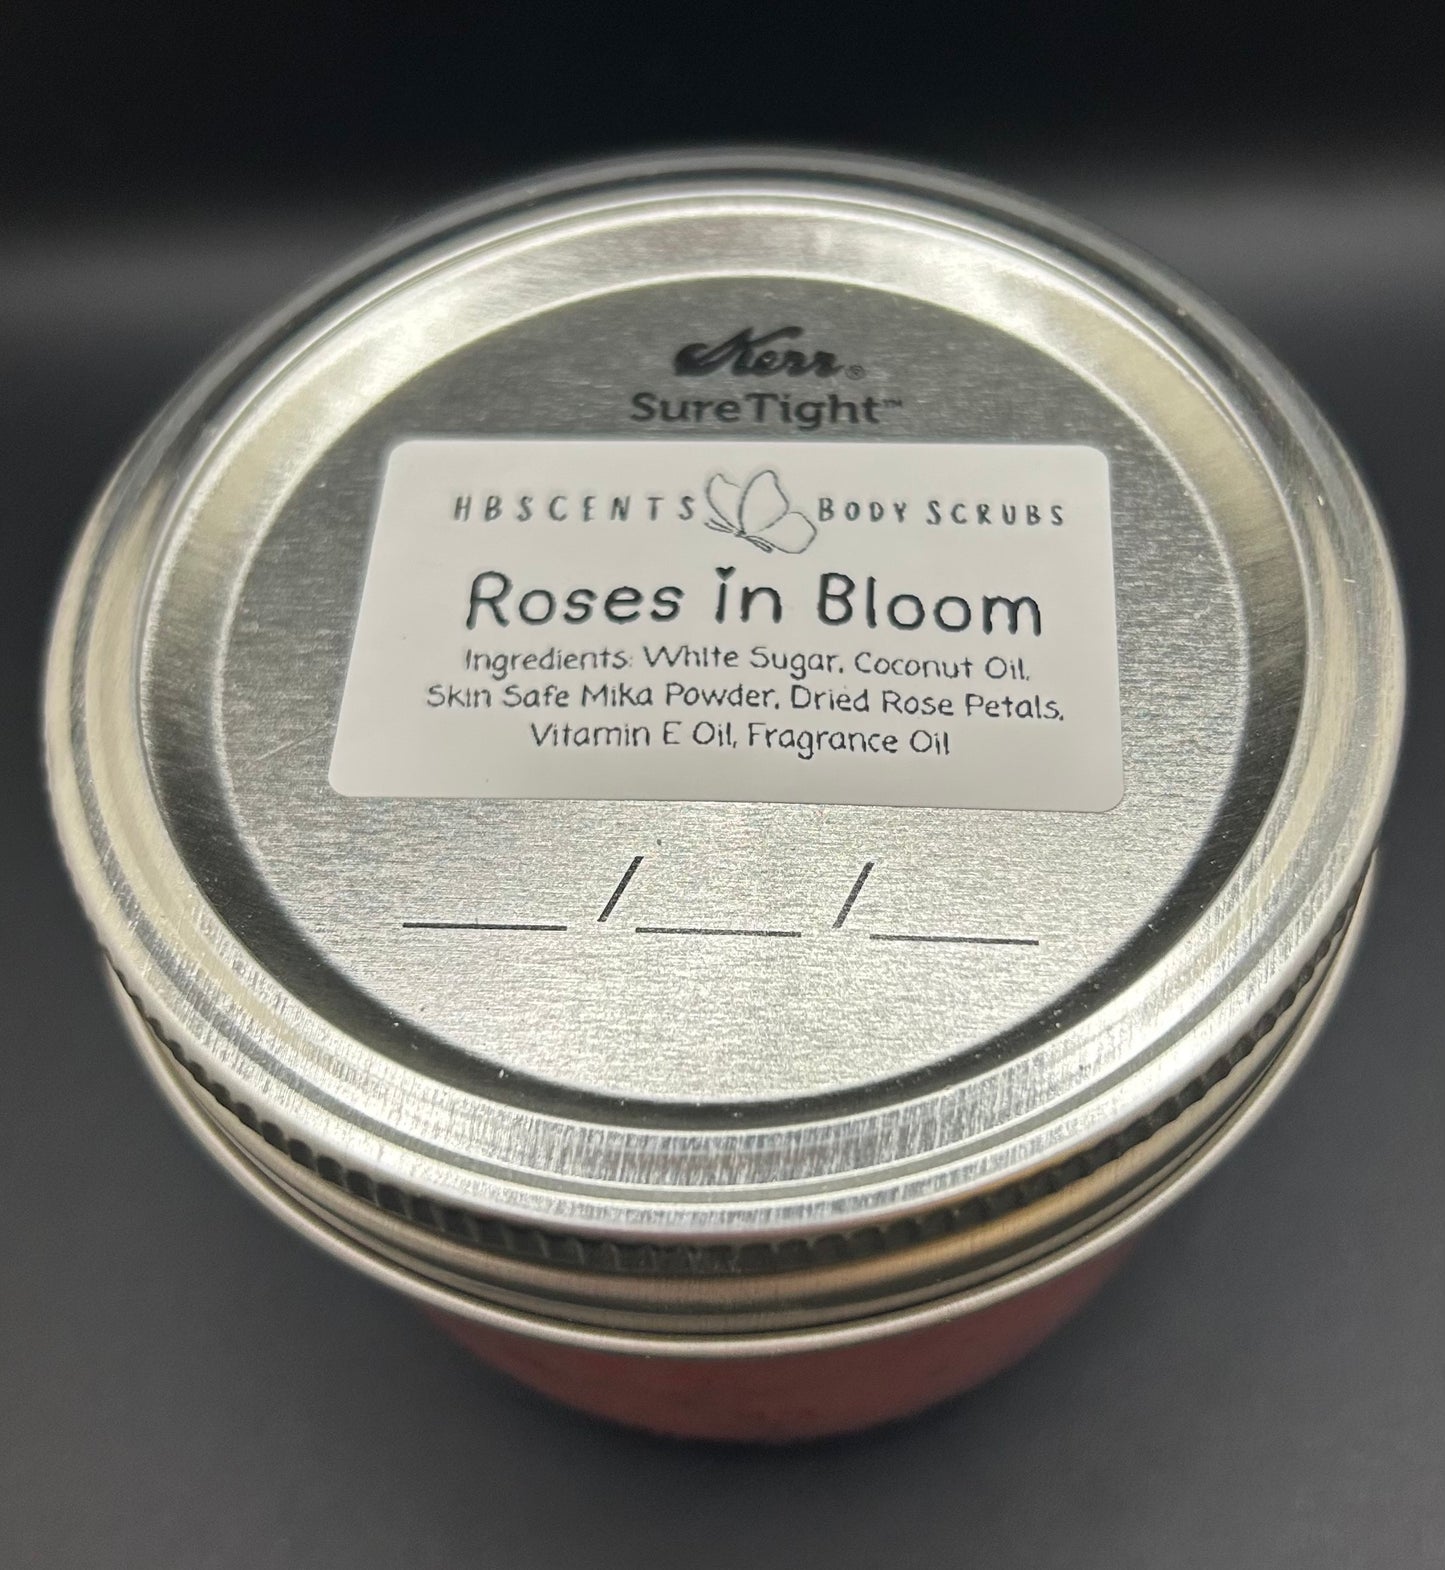 Kerr®
SureTight™
HBSCENTS BODY SCRUBS
Roses in Bloom
Ingredients: White Sugar, Coconut Oil,
Skin Safe Mika Powder, Dried Rose Petals,
Vitamin E Oil, Fragrance Oil
___/___/___